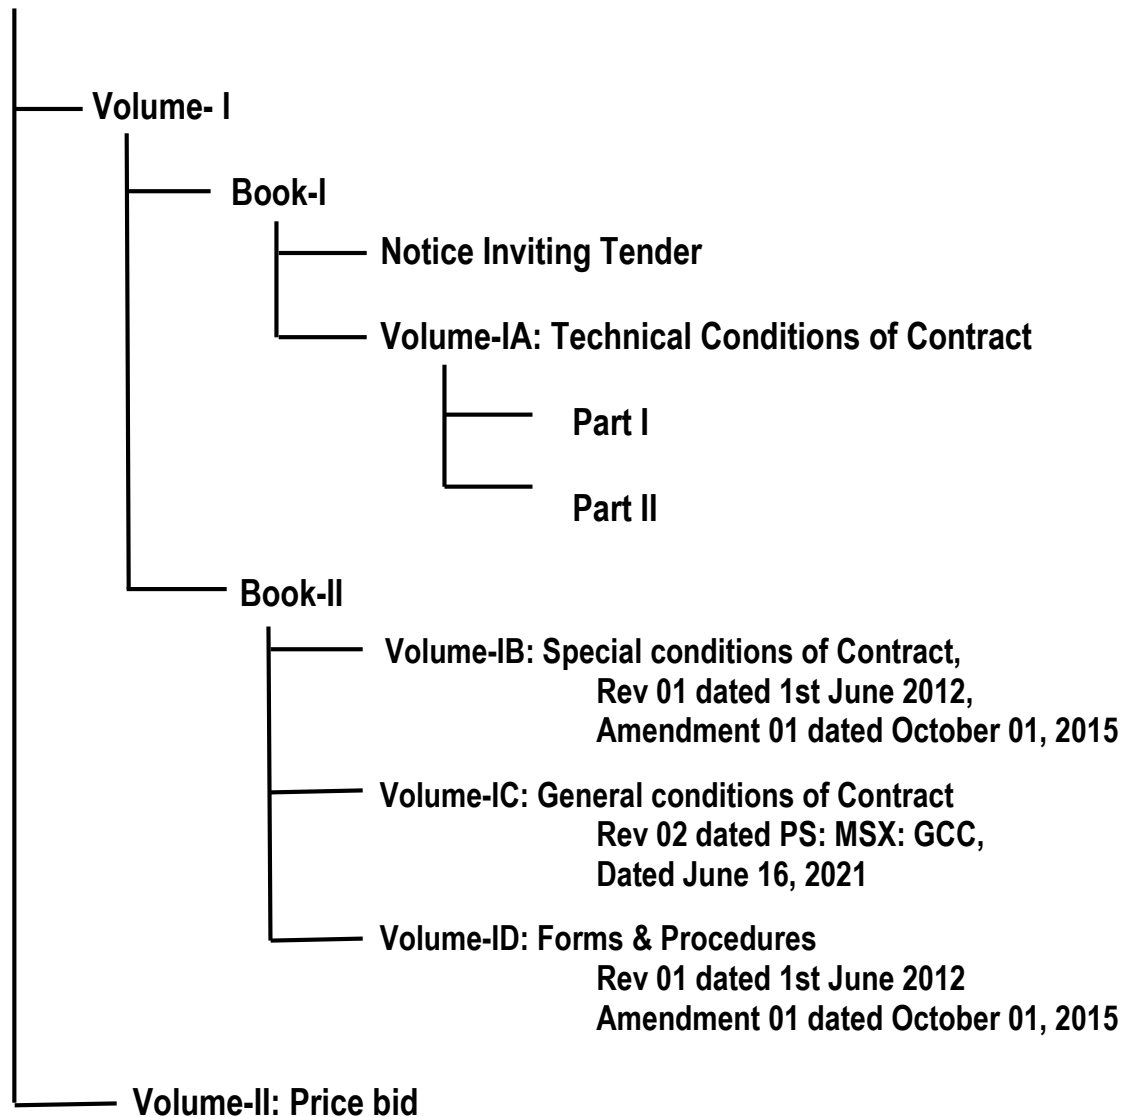 Volume- I
Book-I
Notice Inviting Tender
Volume-IA: Technical Conditions of Contract
Part I
Part II
Book-II
Volume-IB: Special conditions of Contract,
Rev 01 dated 1st June 2012,
Amendment 01 dated October 01, 2015
Volume-IC: General conditions of Contract
Rev 02 dated PS: MSX: GCC,
Dated June 16, 2021
Volume-ID: Forms & Procedures
Rev 01 dated 1st June 2012
Amendment 01 dated October 01, 2015
Volume-II: Price bid